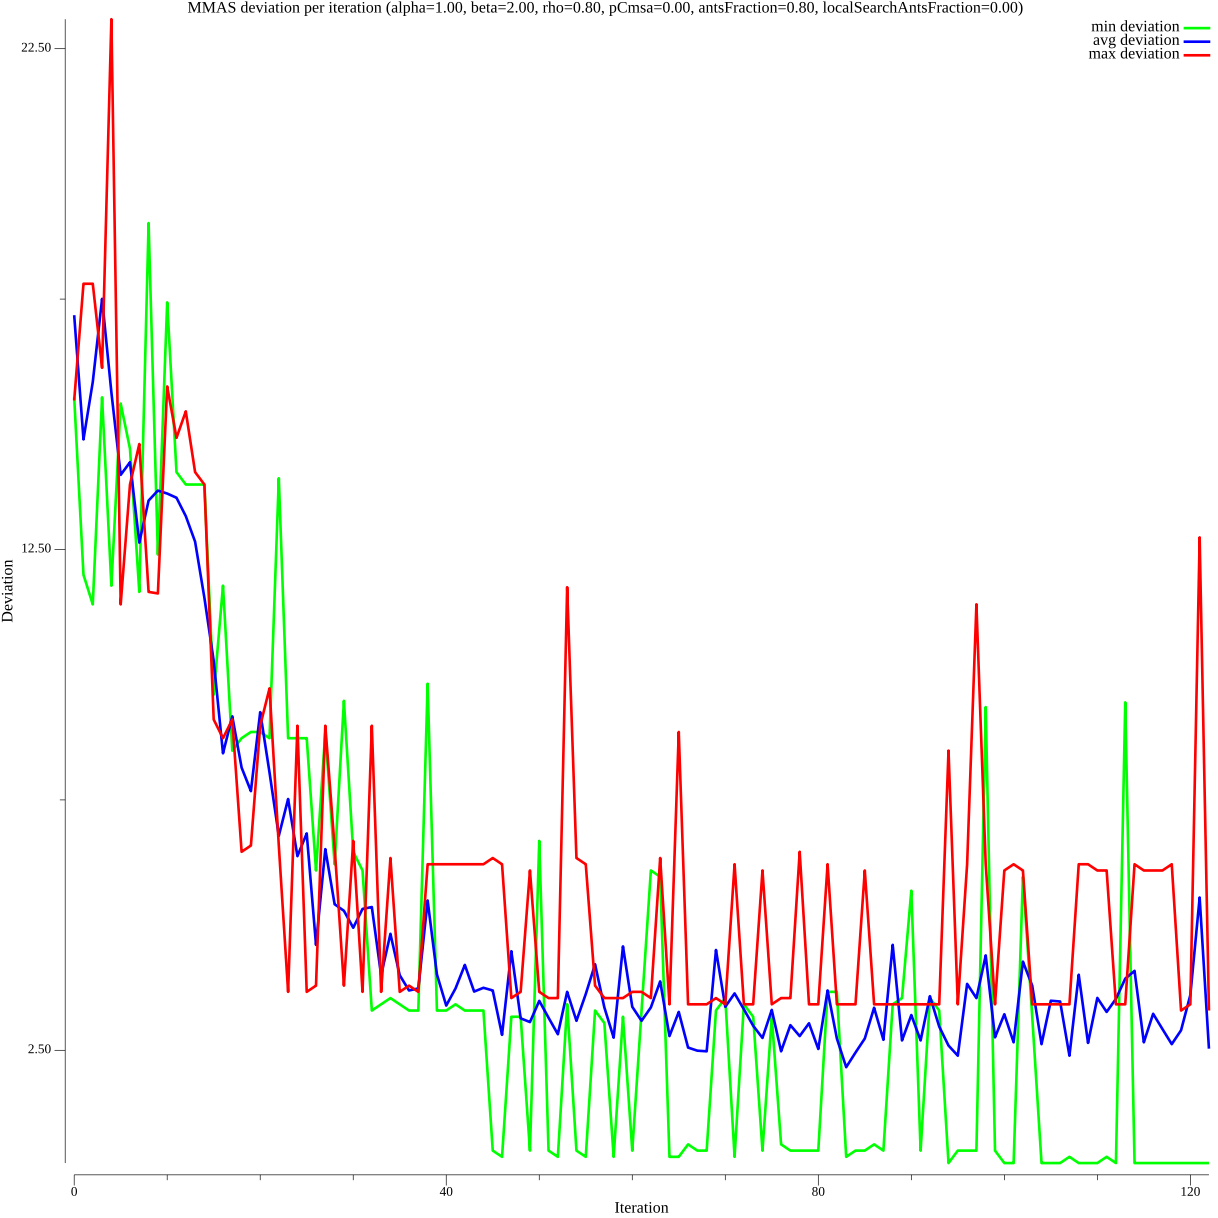 MMAS deviation per iteration (alpha=1.00, beta=2.00, rho=0.80, pCmsa=0.00, antsFraction=0.80, localSearchAntsFraction=0.00)
min deviation
avg deviation
max deviation
22.50
12.50
2.50
Deviation
0
40
80
120
Iteration